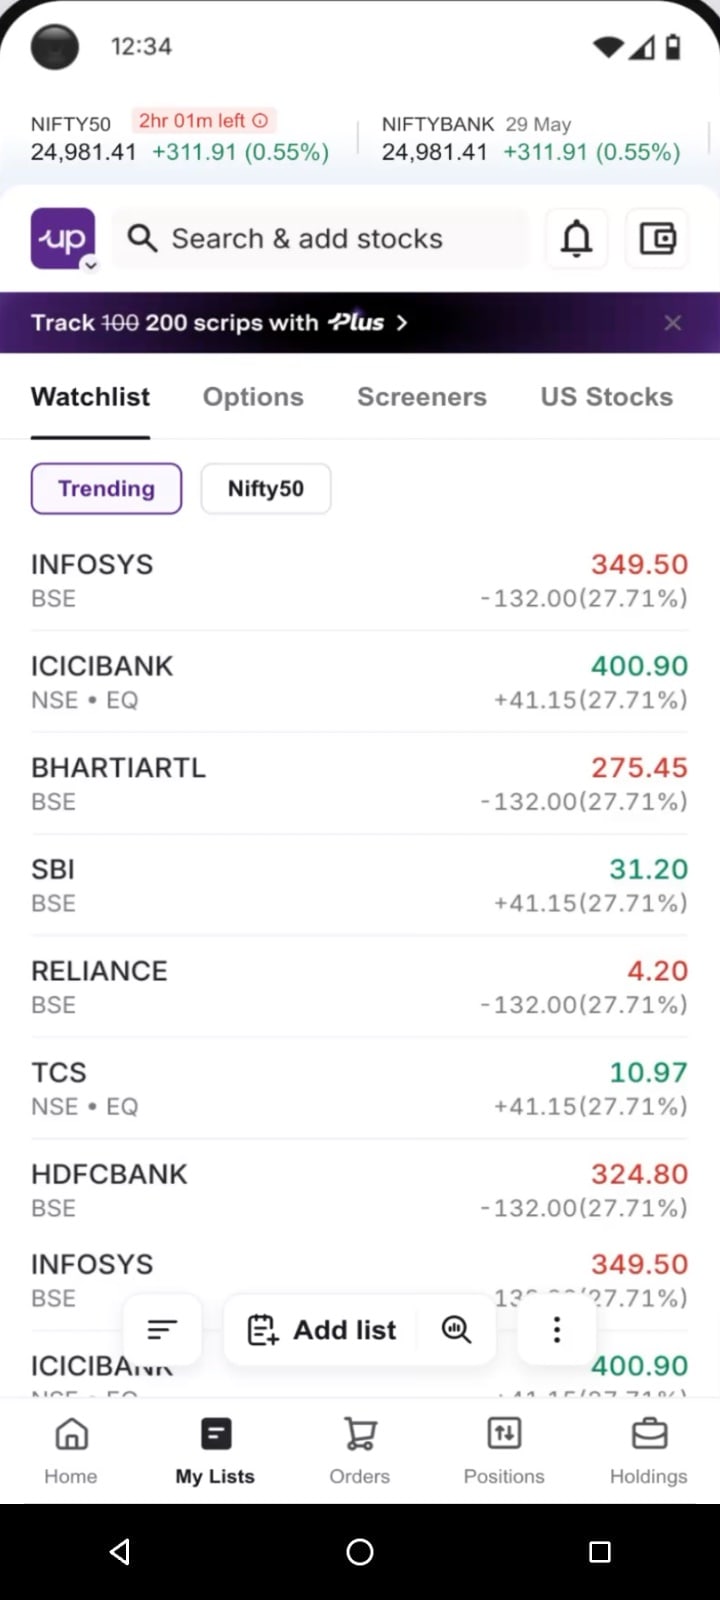 12:34
NIFTY50 2hr 01m left
24,981.41 +311.91 (0.55%)
NIFTYBANK 29 May
24,981.41 +311.91 (0.55%)
up
Search & add stocks
Track 100 200 scrips with Plus >
Watchlist Options Screeners US Stocks
Trending Nifty50
INFOSYS 349.50
BSE -132.00(27.71%)
ICICIBANK 400.90
NSE • EQ +41.15(27.71%)
BHARTIARTL 275.45
BSE -132.00(27.71%)
SBI 31.20
BSE +41.15(27.71%)
RELIANCE 4.20
BSE -132.00(27.71%)
TCS 10.97
NSE • EQ +41.15(27.71%)
HDFCBANK 324.80
BSE -132.00(27.71%)
INFOSYS 349.50
BSE
Add list
ICICIBANK 400.90
Home My Lists Orders Positions Holdings